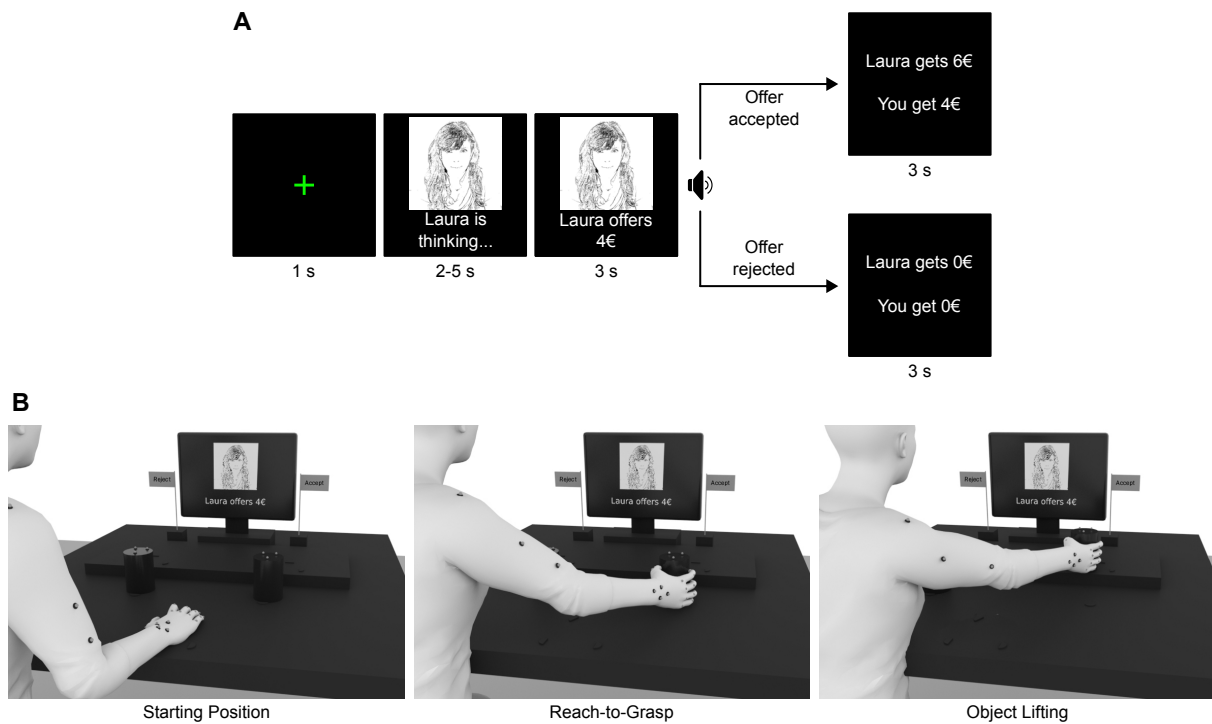 A
Laura is
thinking...
Laura offers
4€
Offer
accepted
Offer
rejected
Laura gets 6€
You get 4€
Laura gets 0€
You get 0€
1 s
2-5 s
3 s
3 s
3 s
B
Reject
Accept
Laura offers 4€
Reject
Accept
Laura offers 4€
Reject
Accept
Laura offers 4€
Starting Position
Reach-to-Grasp
Object Lifting